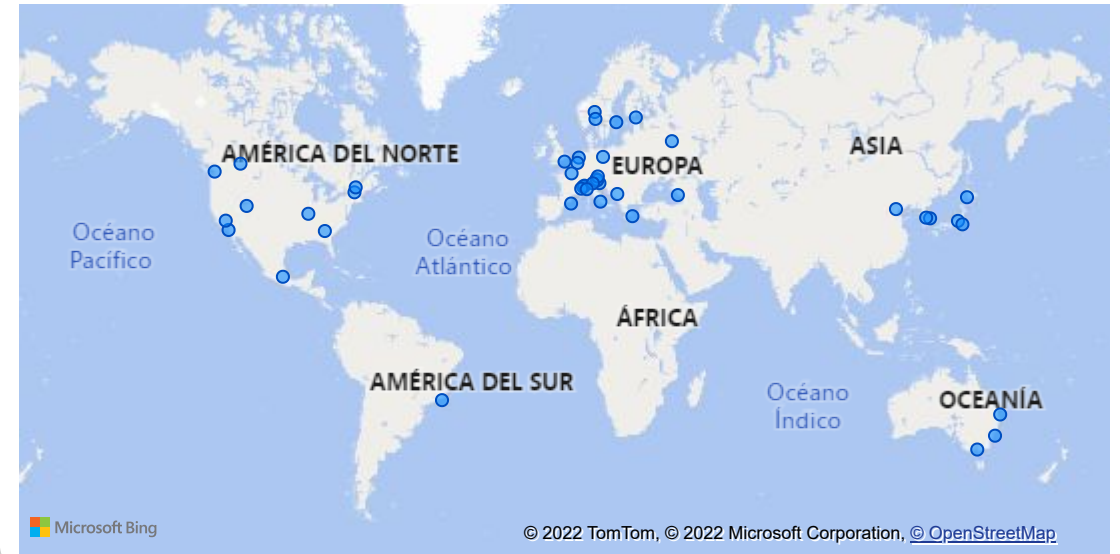 AMÉRICA DEL NORTE
EUROPA
ASIA
Océano
Pacífico
Océano
Atlántico
ÁFRICA
AMÉRICA DEL SUR
Océano
Índico
OCEANÍA
Microsoft Bing
© 2022 TomTom, © 2022 Microsoft Corporation, © OpenStreetMap